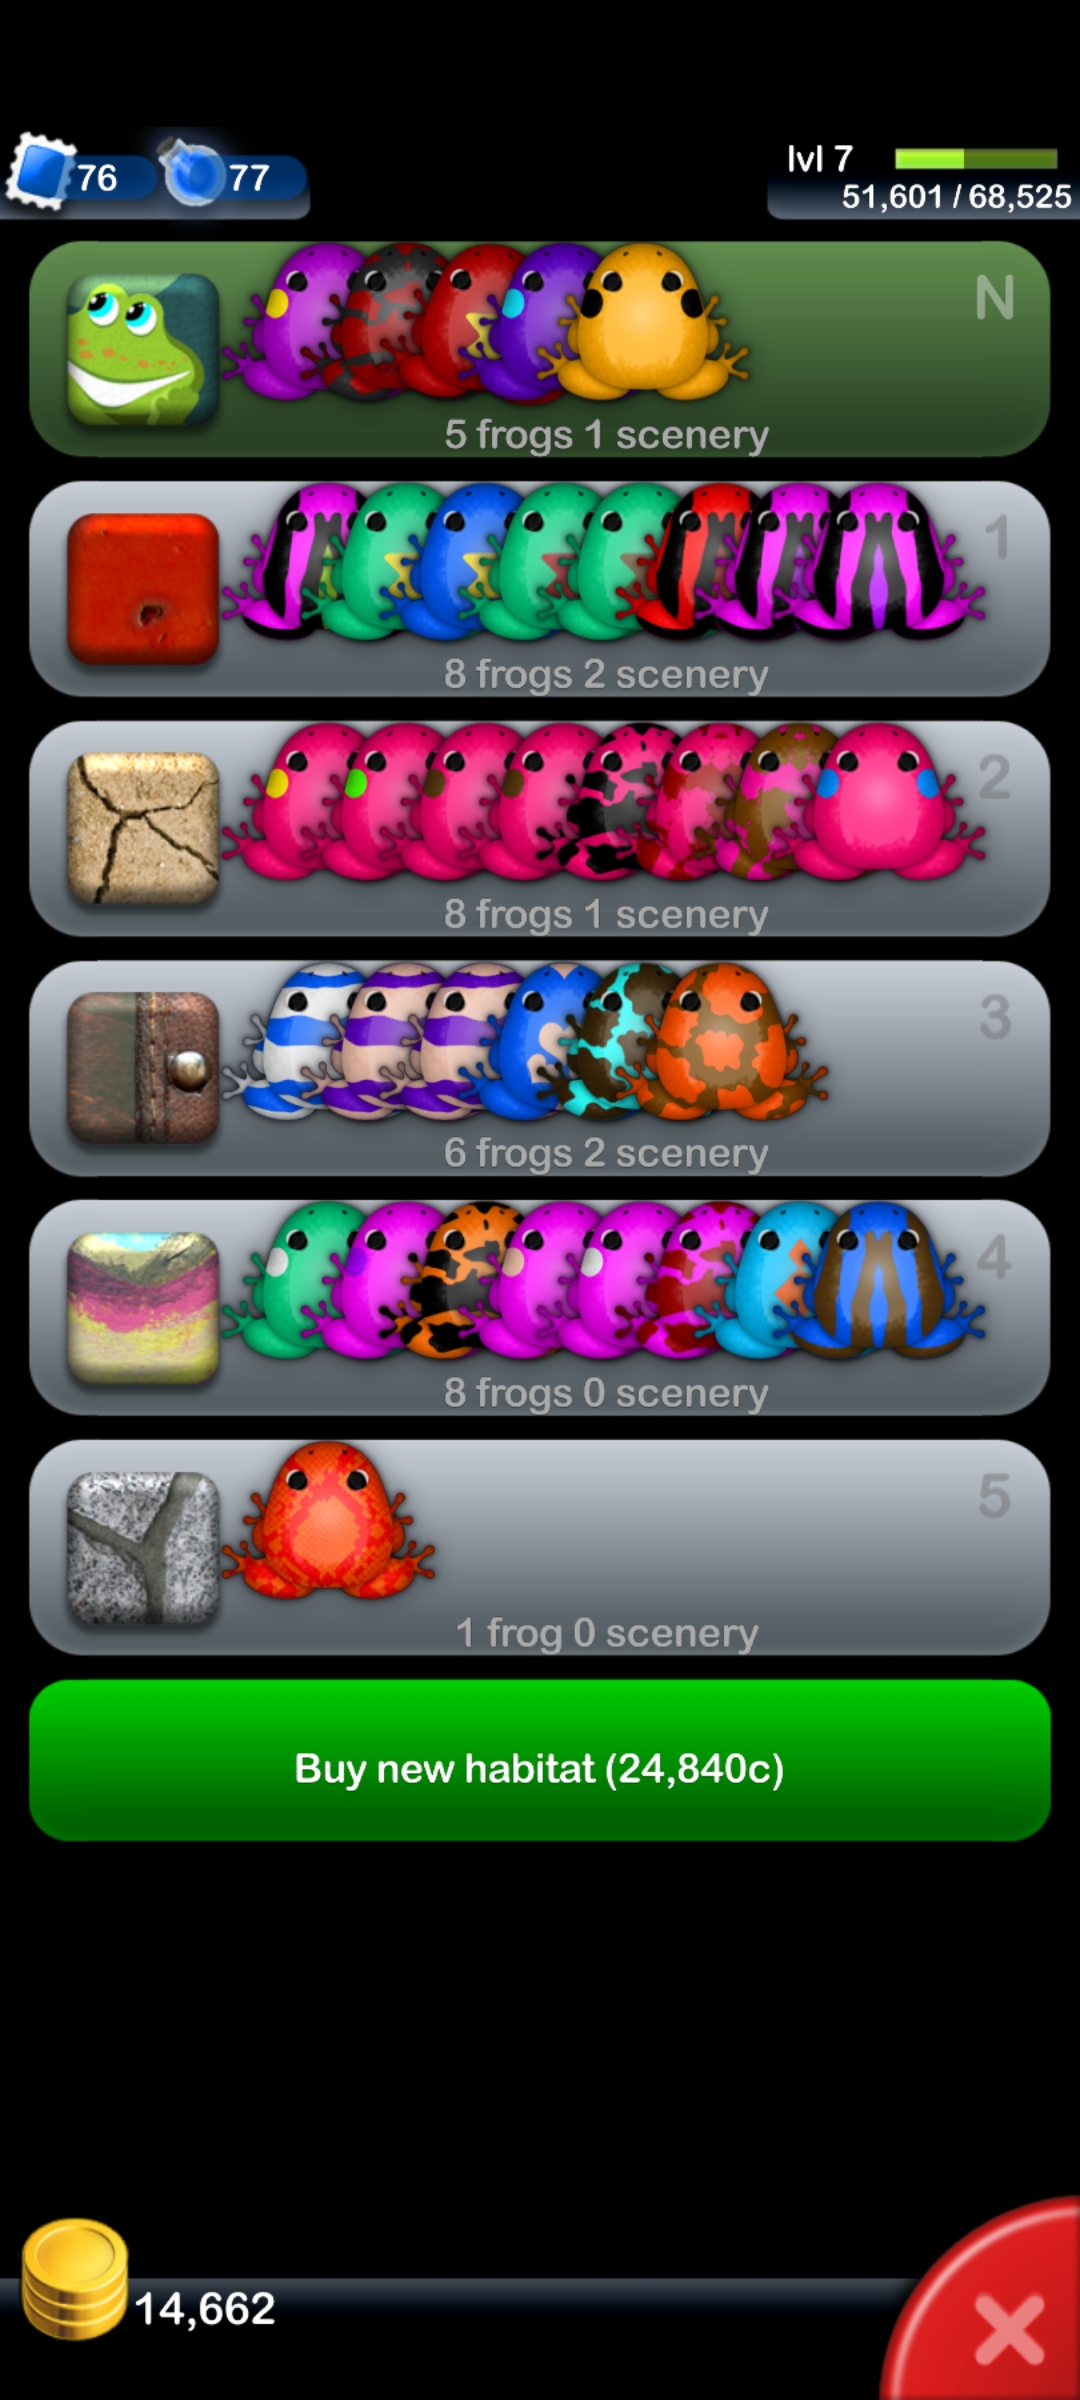 76
77
lvl 7
51,601 / 68,525
N
5 frogs 1 scenery
1
8 frogs 2 scenery
2
8 frogs 1 scenery
3
6 frogs 2 scenery
4
8 frogs 0 scenery
5
1 frog 0 scenery
Buy new habitat (24,840c)
14,662